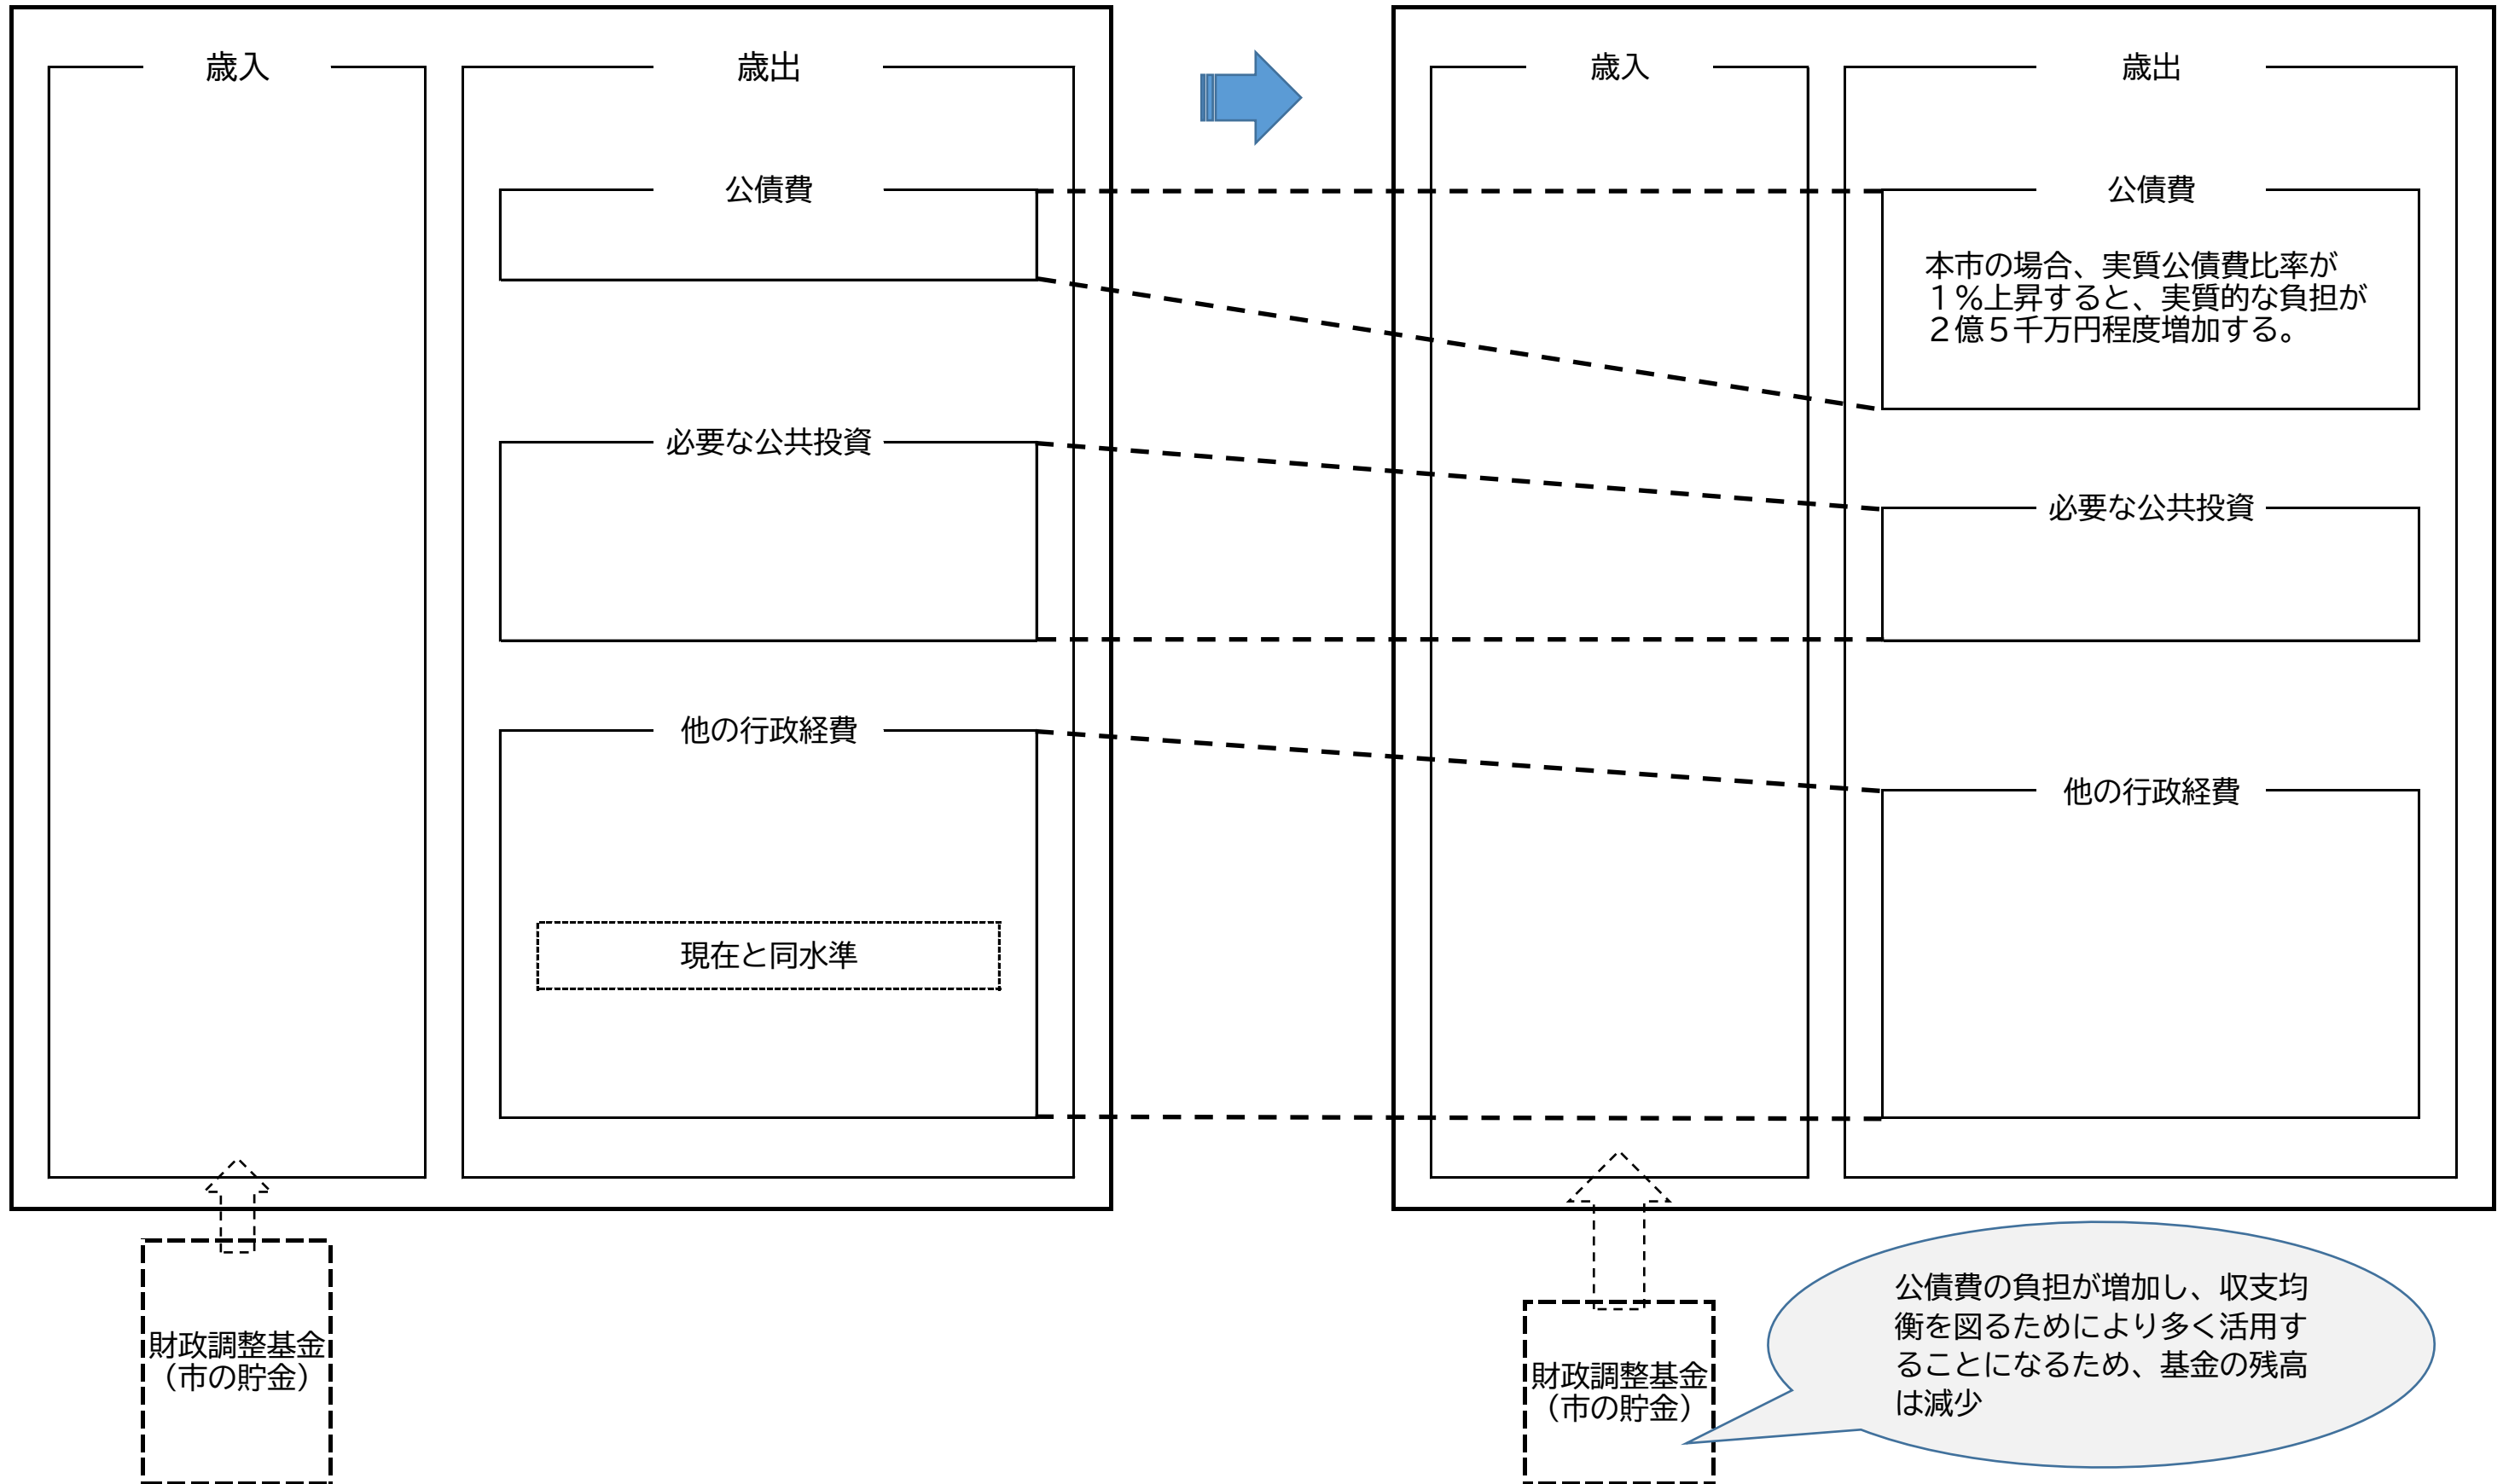 歳入
歳出
公債費
必要な公共投資
他の行政経費
現在と同水準
財政調整基金
（市の貯金）
歳入
歳出
公債費
本市の場合、実質公債費比率が
１％上昇すると、実質的な負担が
２億５千万円程度増加する。
必要な公共投資
他の行政経費
財政調整基金
（市の貯金）
公債費の負担が増加し、収支均
衡を図るためにより多く活用す
ることになるため、基金の残高
は減少